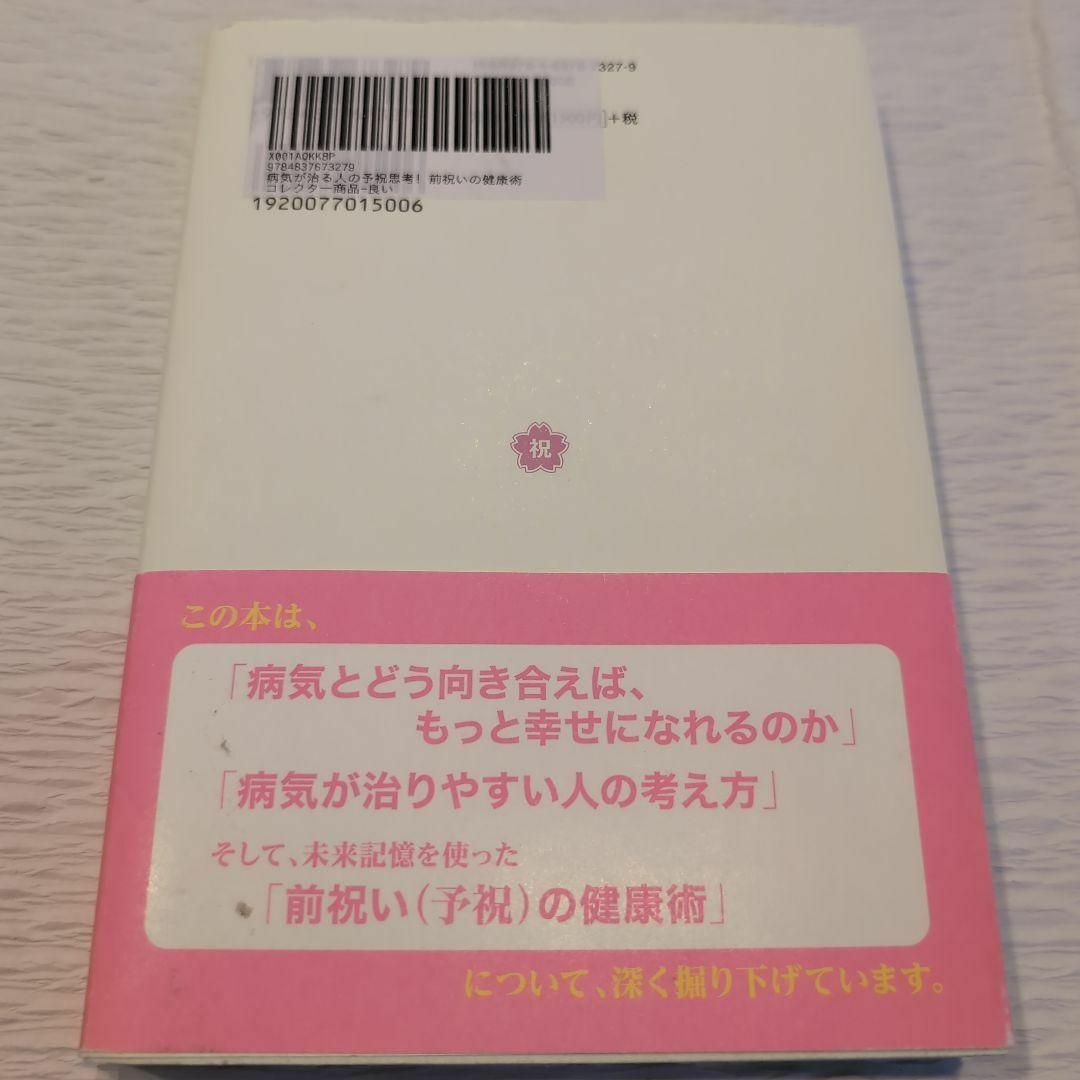 327-9
+税
X001AQKK8P
9784837673279
病気が治る人の予祝思考! 前祝いの健康術
コレクター商品-良い
1920077015006
祝
この本は、
「病気とどう向き合えば、
もっと幸せになれるのか」
「病気が治りやすい人の考え方」
そして、未来記憶を使った
「前祝い(予祝)の健康術」
について、深く掘り下げています。